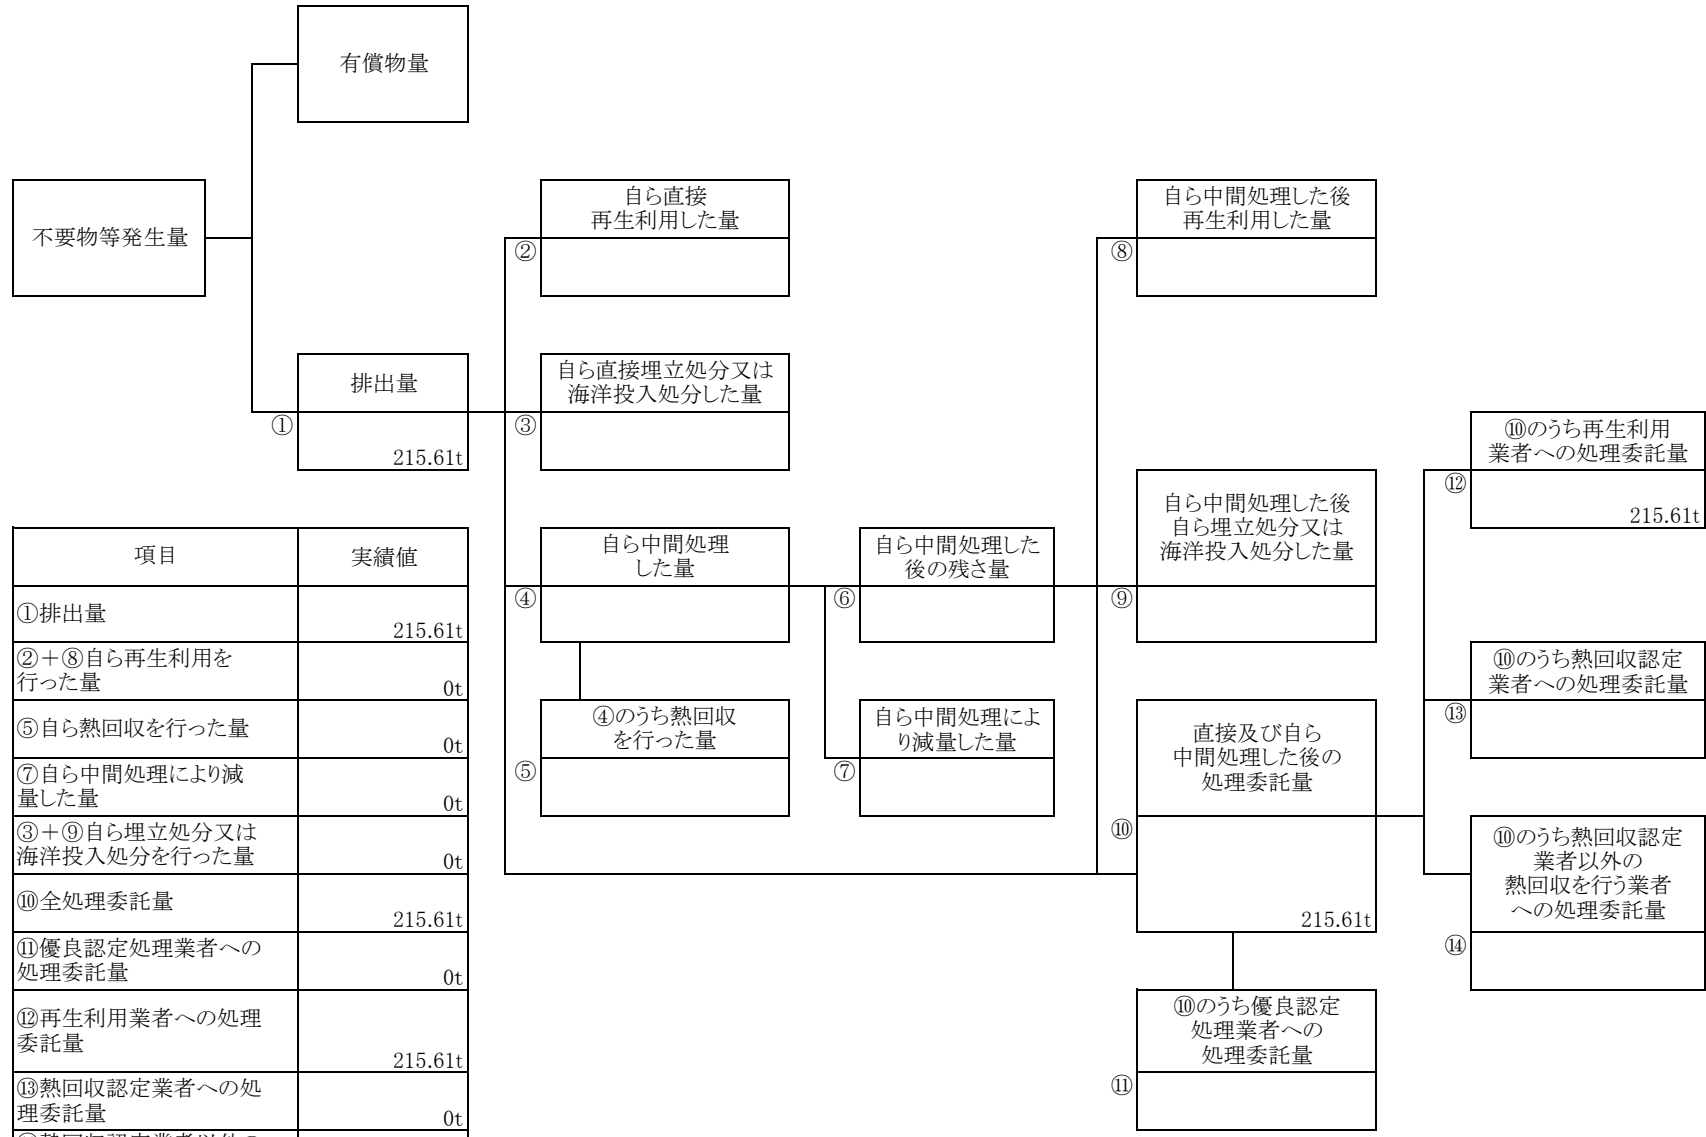 有償物量
不要物等発生量
自ら直接
再生利用した量
②
自ら中間処理した後
再生利用した量
⑧
排出量
①
215.61t
自ら直接埋立処分又は
海洋投入処分した量
③
⑩のうち再生利用
業者への処理委託量
⑫
215.61t
自ら中間処理
した量
④
自ら中間処理した
後の残さ量
⑥
自ら中間処理した後
自ら埋立処分又は
海洋投入処分した量
⑨
⑩のうち熱回収認定
業者への処理委託量
⑬
④のうち熱回収
を行った量
⑤
自ら中間処理によ
り減量した量
⑦
直接及び自ら
中間処理した後の
処理委託量
⑩
215.61t
⑩のうち熱回収認定
業者以外の
熱回収を行う業者
への処理委託量
⑭
⑩のうち優良認定
処理業者への
処理委託量
⑪
項目
実績値
①排出量
215.61t
②+⑧自ら再生利用を
行った量
0t
⑤自ら熱回収を行った量
0t
⑦自ら中間処理により減
量した量
0t
③+⑨自ら埋立処分又は
海洋投入処分を行った量
0t
⑩全処理委託量
215.61t
⑪優良認定処理業者への
処理委託量
0t
⑫再生利用業者への処理
委託量
215.61t
⑬熱回収認定業者への処
理委託量
0t